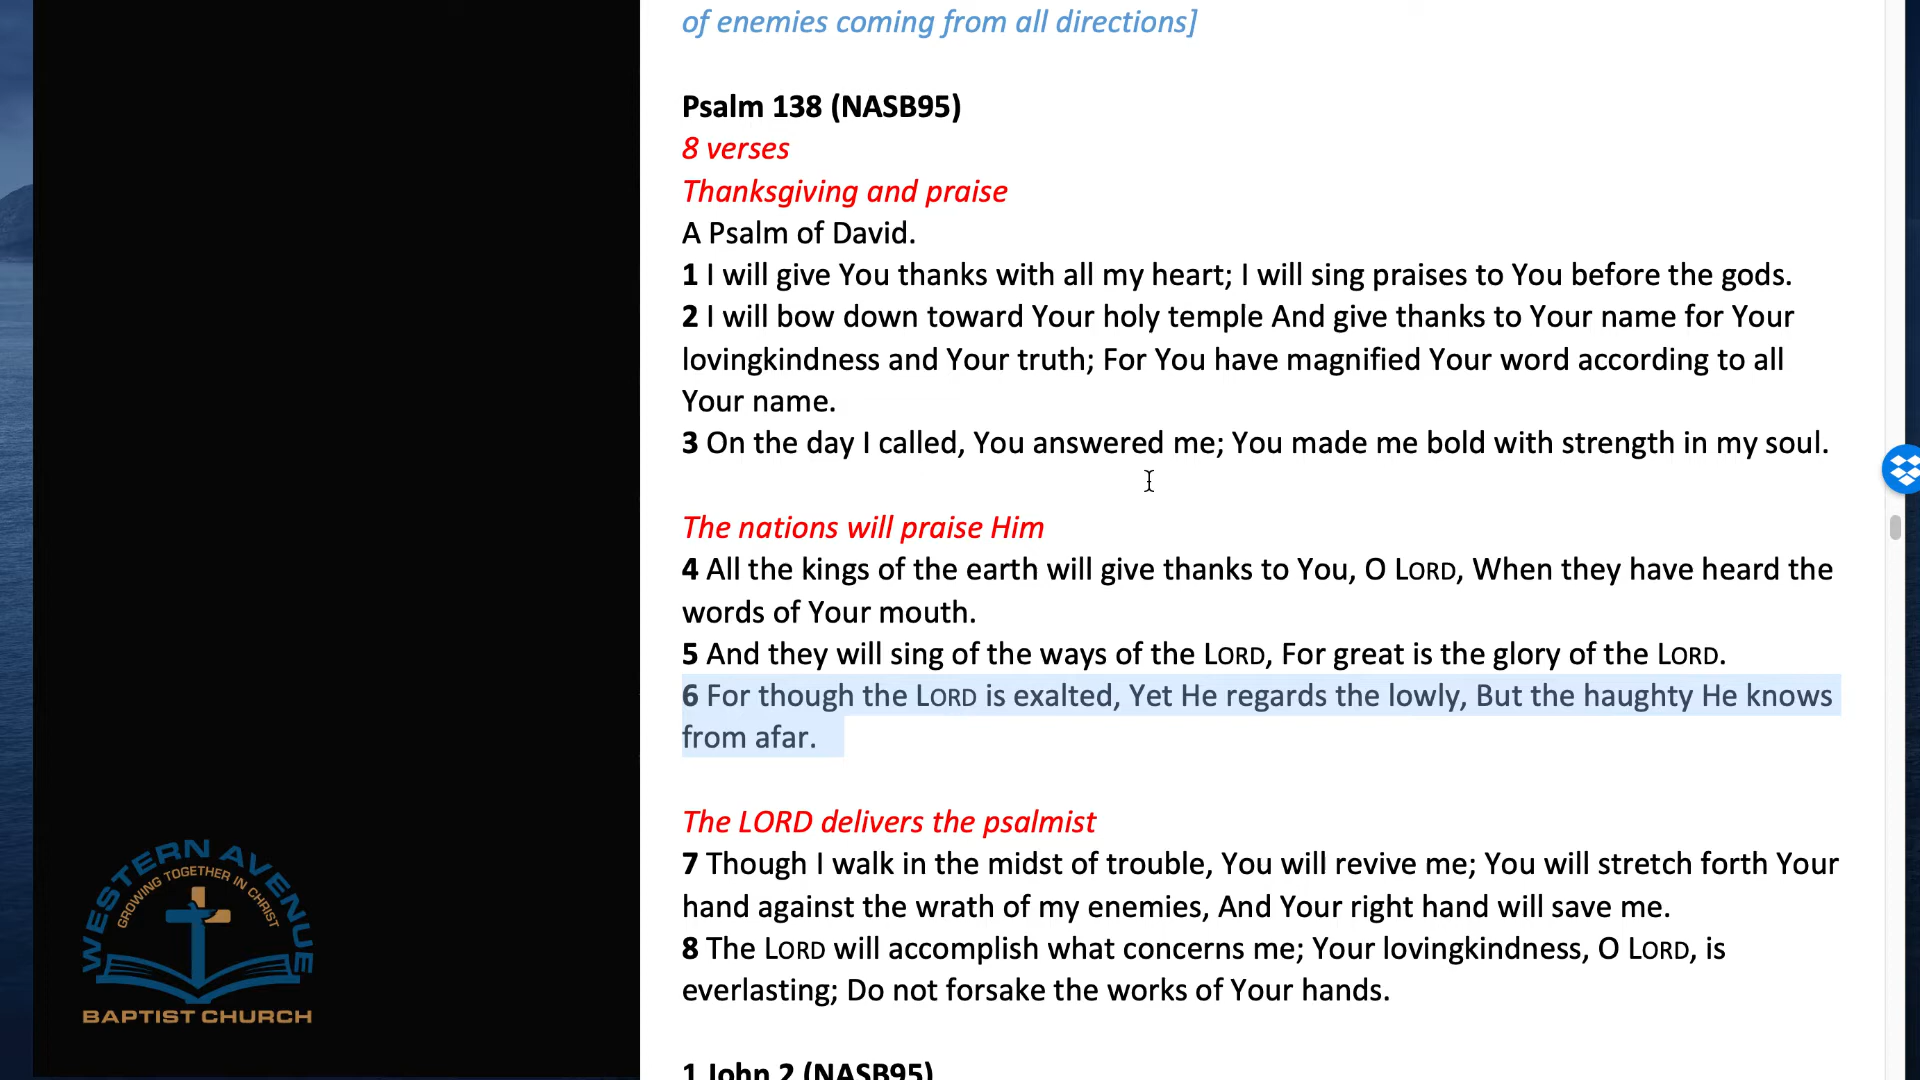 of enemies coming from all directions]
Psalm 138 (NASB95)
8 verses
Thanksgiving and praise
A Psalm of David.
1 I will give You thanks with all my heart; I will sing praises to You before the gods.
2 I will bow down toward Your holy temple And give thanks to Your name for Your
lovingkindness and Your truth; For You have magnified Your word according to all
Your name.
3 On the day I called, You answered me; You made me bold with strength in my soul.
The nations will praise Him
4 All the kings of the earth will give thanks to You, O LORD, When they have heard the
words of Your mouth.
5 And they will sing of the ways of the LORD, For great is the glory of the LORD.
6 For though the LORD is exalted, Yet He regards the lowly, But the haughty He knows
from afar.
The LORD delivers the psalmist
7 Though I walk in the midst of trouble, You will revive me; You will stretch forth Your
hand against the wrath of my enemies, And Your right hand will save me.
8 The LORD will accomplish what concerns me; Your lovingkindness, O LORD, is
everlasting; Do not forsake the works of Your hands.
1 John 2 (NASB95)
WESTERN AVENUE
GROWING TOGETHER IN CHRIST
BAPTIST CHURCH